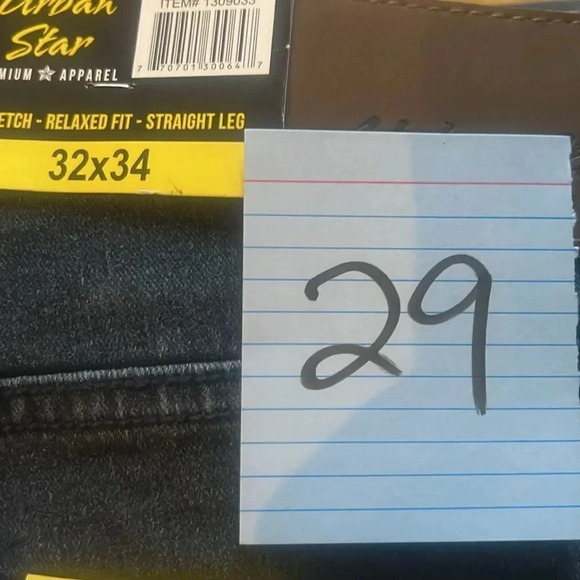 Urban
Star
MIUM ★ APPAREL
ITEM# 1309033
7 70701 30064 7
ETCH - RELAXED FIT - STRAIGHT LEG
32x34
29